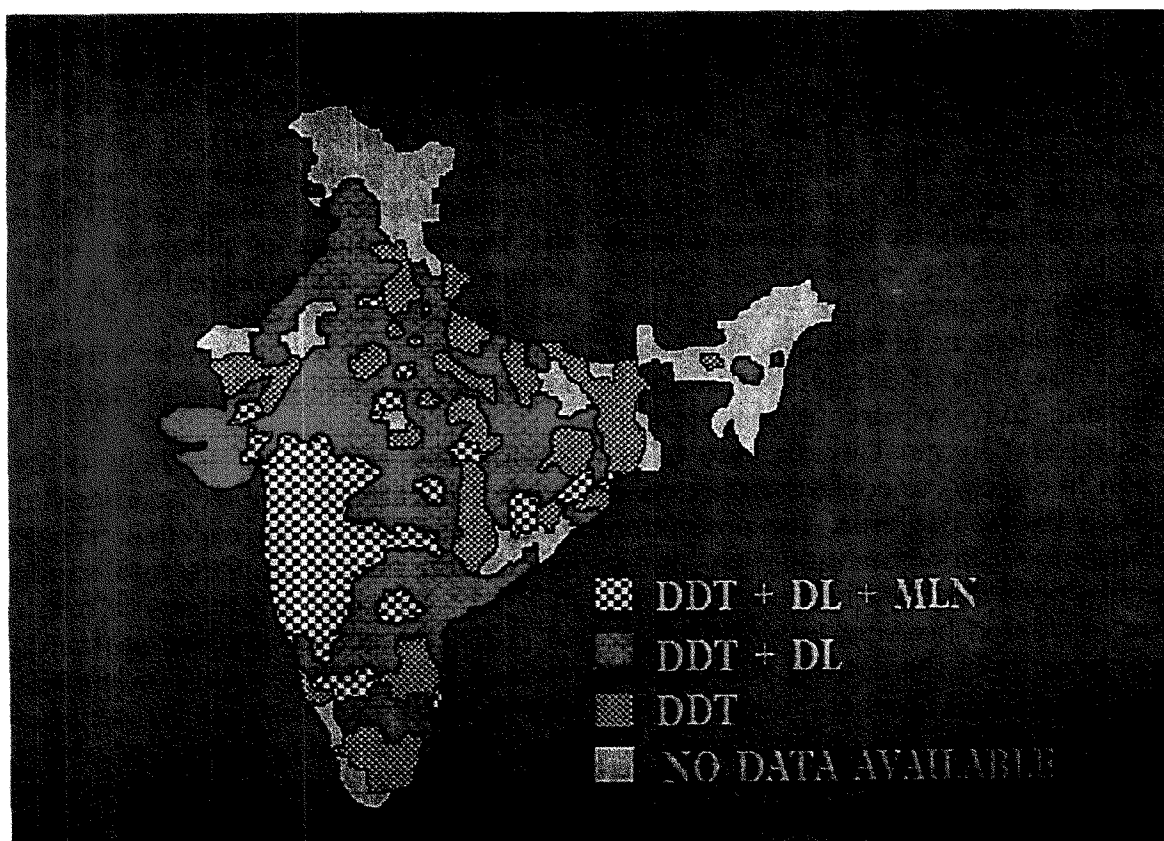 DDT + DL + MLN
DDT + DL
DDT
NO DATA AVAILABLE